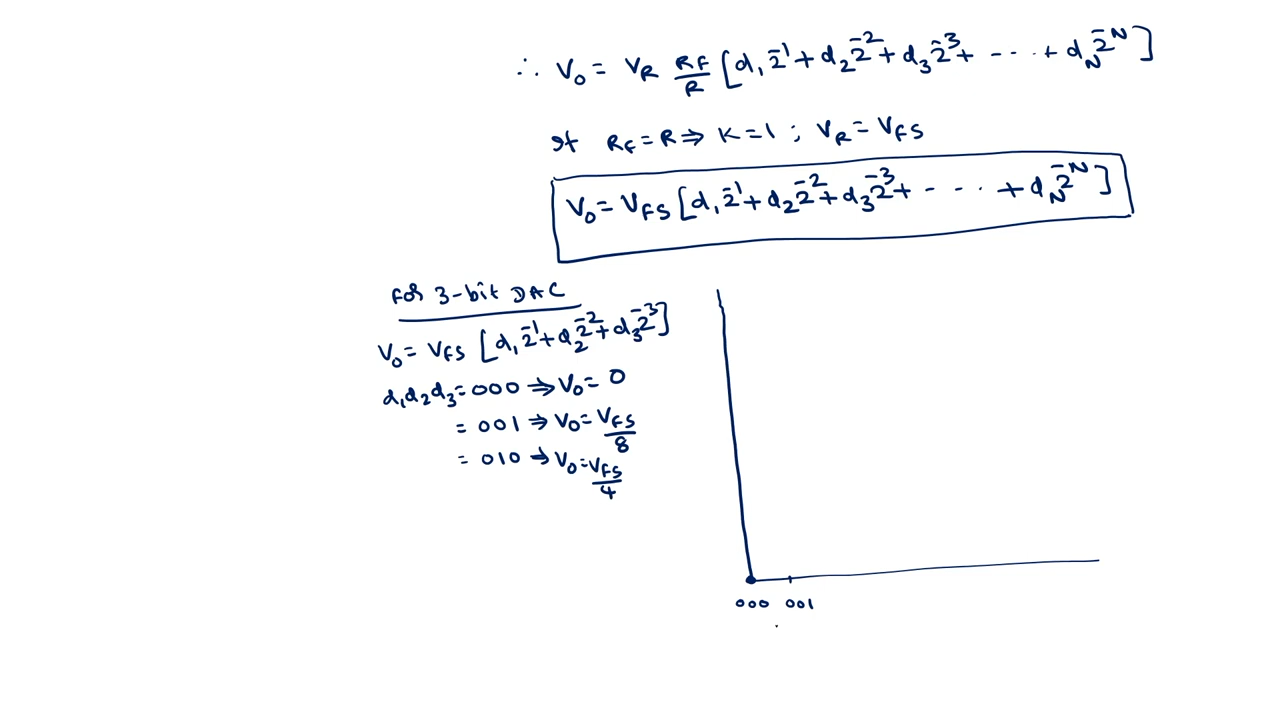 ∴ V₀ = V_R R_F/R [d₁2⁻¹ + d₂2⁻² + d₃2⁻³ + ---- + d_N2⁻ᴺ]
If R_F = R ⇒ K = 1 ; V_R = V_FS
V₀ = V_FS [d₁2⁻¹ + d₂2⁻² + d₃2⁻³ + - - - · + d_N2⁻ᴺ]
For 3-bit DAC
V₀ = V_FS [d₁2⁻¹ + d₂2⁻² + d₃2⁻³]
d₁d₂d₃ = 000 ⇒ V₀ = 0
= 001 ⇒ V₀ = V_FS/8
= 010 → V₀ = V_FS/4
000 001